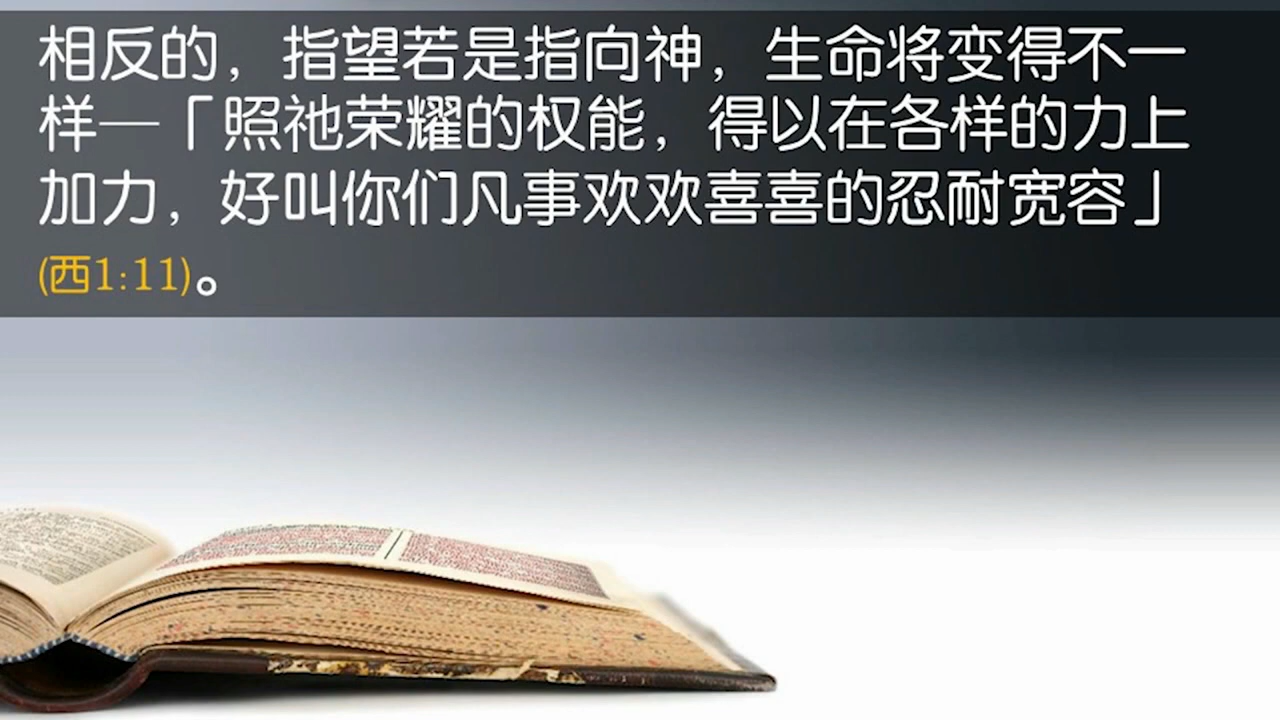 相反的，指望若是指向神，生命将变得不一
样—「照祂荣耀的权能，得以在各样的力上
加力，好叫你们凡事欢欢喜喜的忍耐宽容」
(西1:11)。